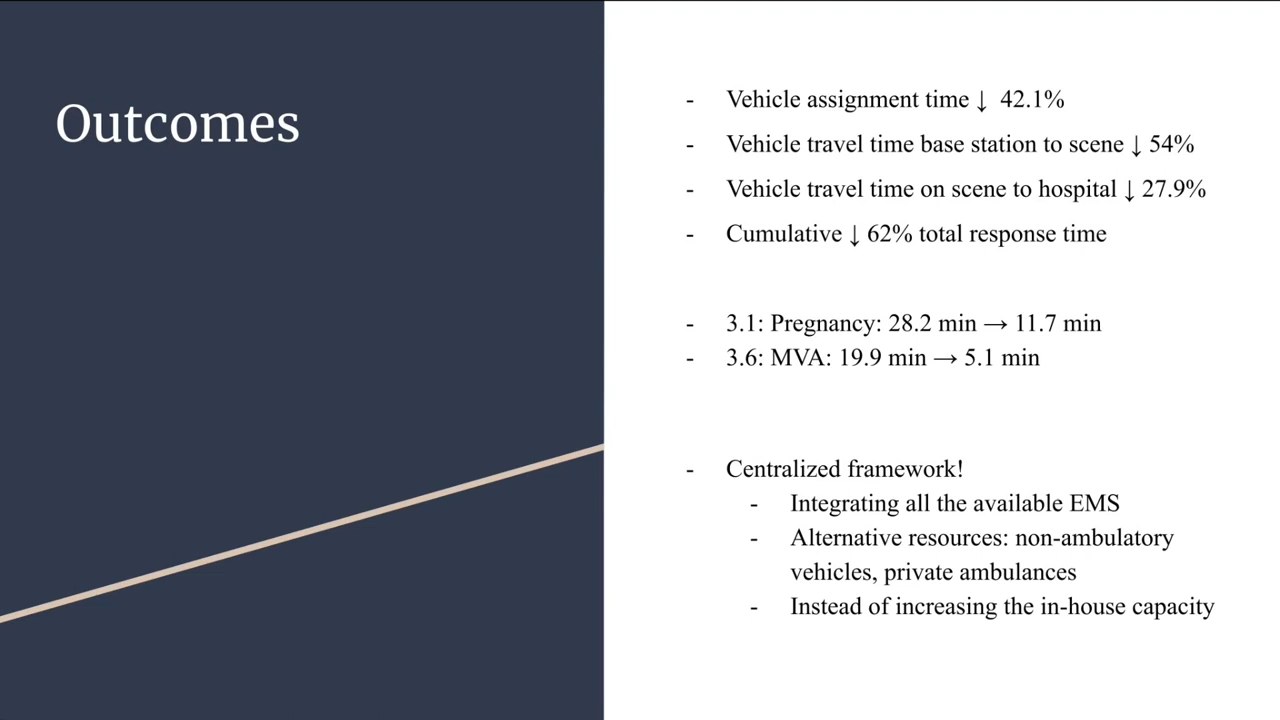 Outcomes
- Vehicle assignment time ↓ 42.1%
- Vehicle travel time base station to scene ↓ 54%
- Vehicle travel time on scene to hospital ↓ 27.9%
- Cumulative ↓ 62% total response time
- 3.1: Pregnancy: 28.2 min → 11.7 min
- 3.6: MVA: 19.9 min → 5.1 min
- Centralized framework!
- Integrating all the available EMS
- Alternative resources: non-ambulatory
vehicles, private ambulances
- Instead of increasing the in-house capacity